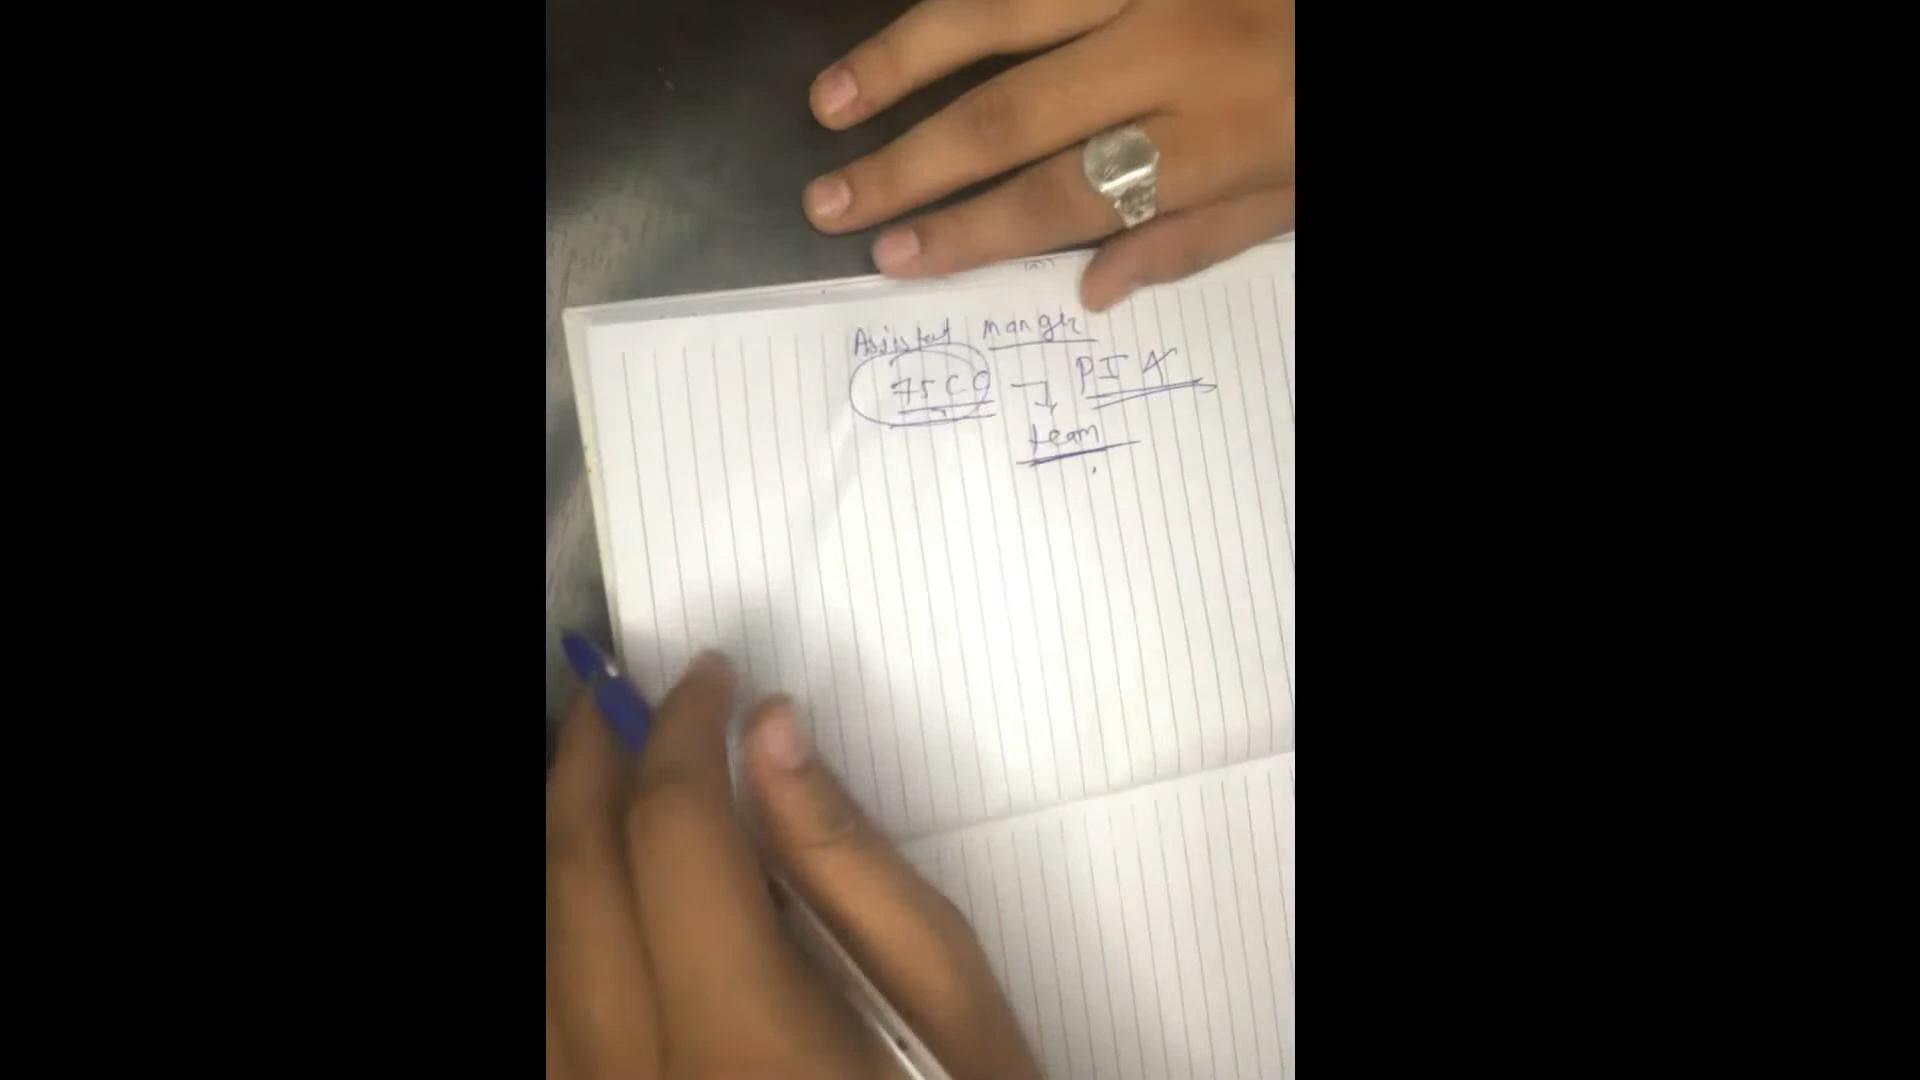 Assistant mangr
7500 → PIA
team